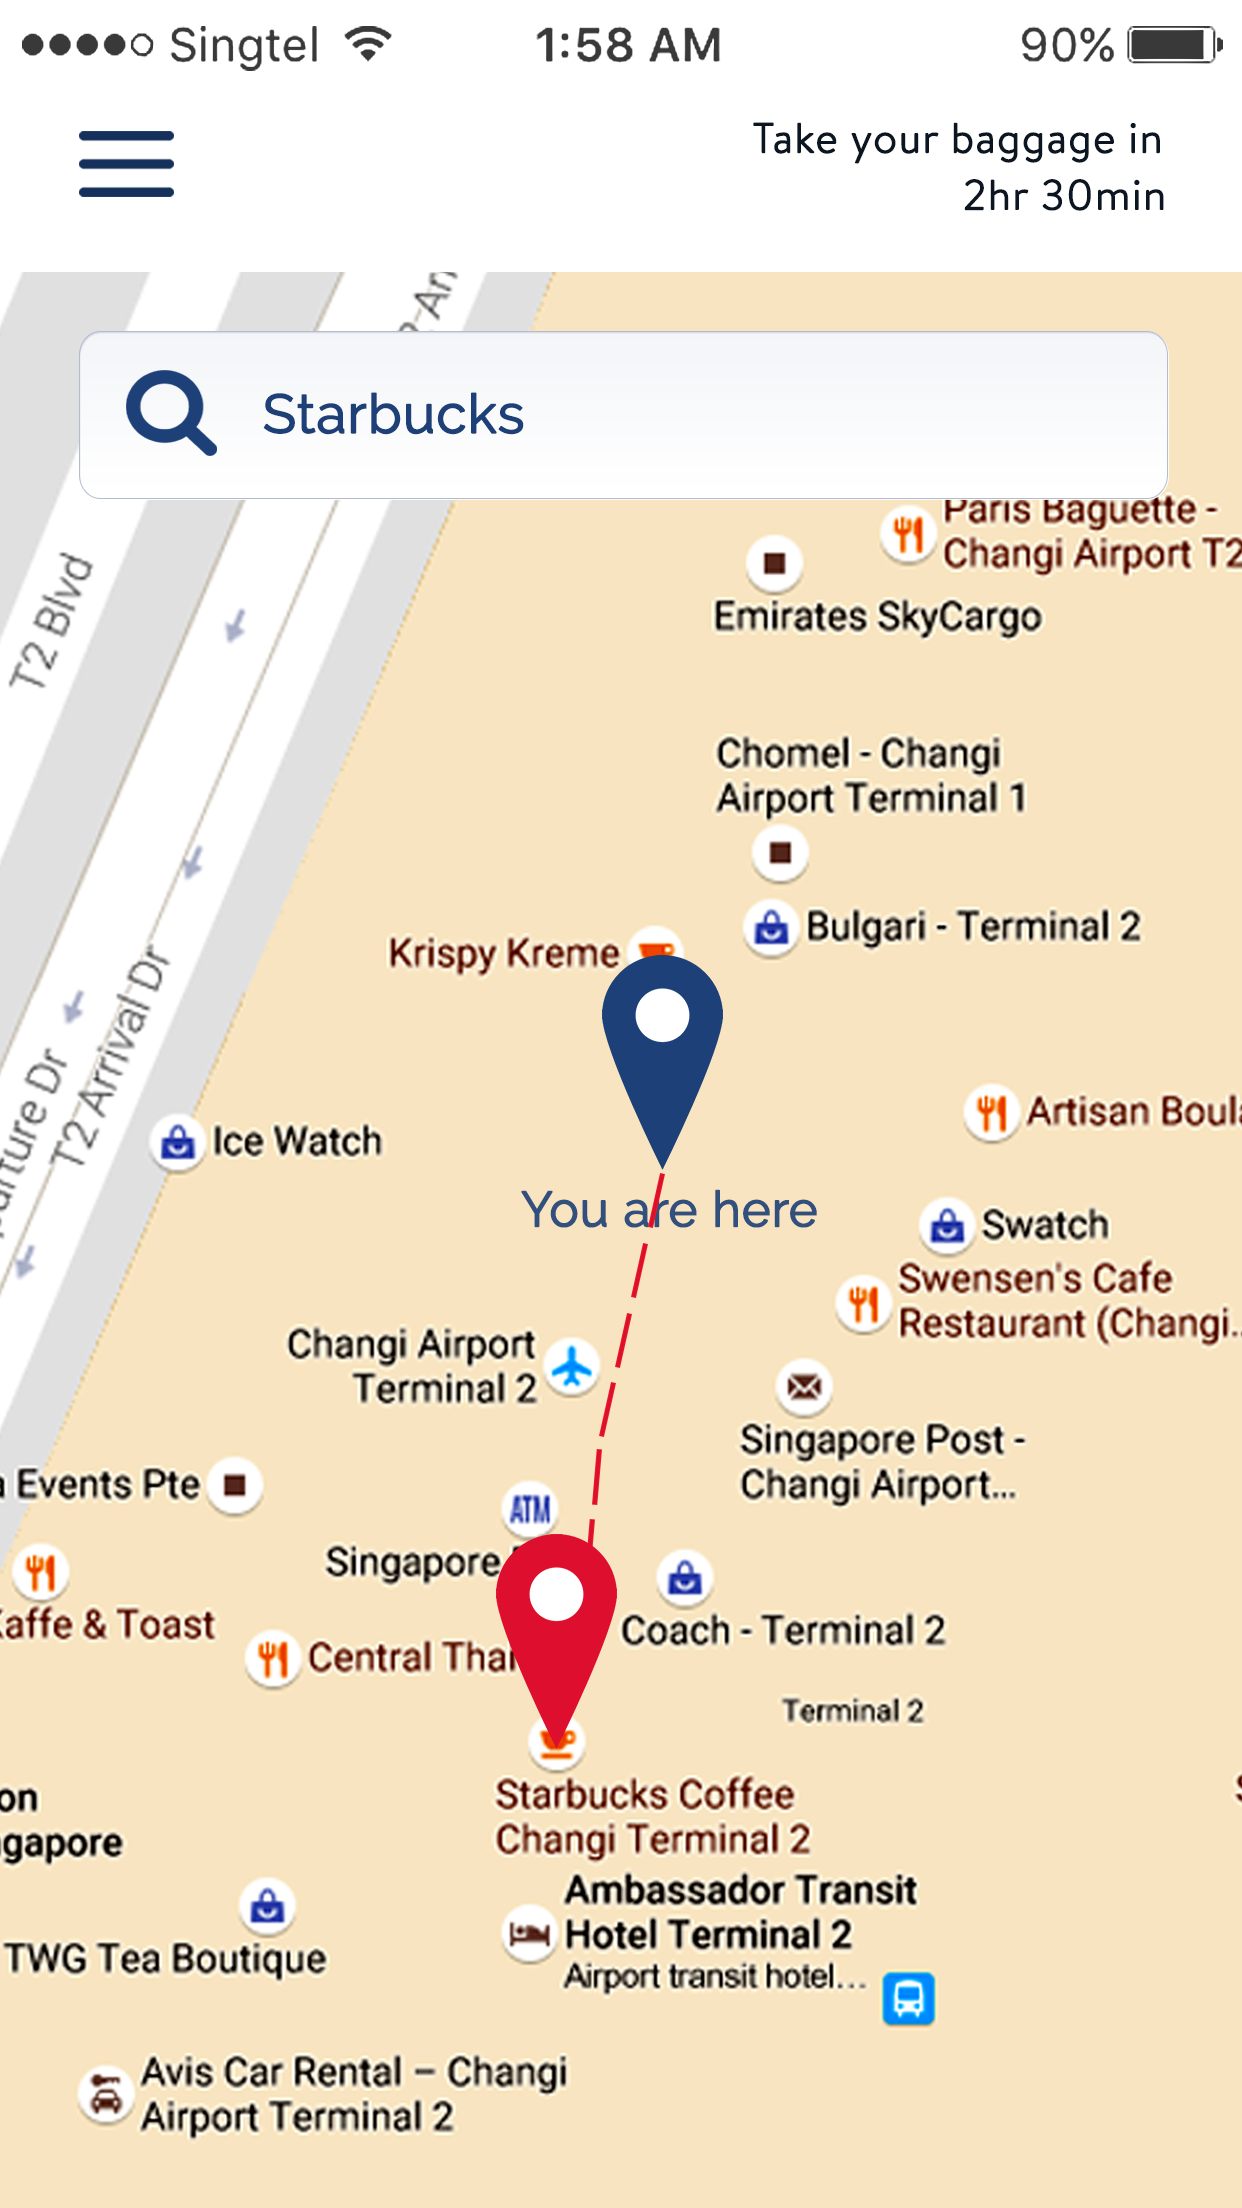 Singtel
1:58 AM
90%
Take your baggage in
2hr 30min
Starbucks
Paris Baguette -
Changi Airport T2
Emirates SkyCargo
T2 Blvd
Chomel - Changi
Airport Terminal 1
Bulgari - Terminal 2
Krispy Kreme
T2 Arrival Dr
Dr
Artisan
Ice Watch
You are here
Swatch
Swensen's Cafe
Restaurant (Changi...
Changi Airport
Terminal 2
Singapore Post -
Changi Airport...
Events Pte
ATM
Singapore
Coach - Terminal 2
& Toast
Central Thai
Terminal 2
Starbucks Coffee
Changi Terminal 2
Ambassador Transit
Hotel Terminal 2
Airport transit hotel...
TWG Tea Boutique
Avis Car Rental – Changi
Airport Terminal 2